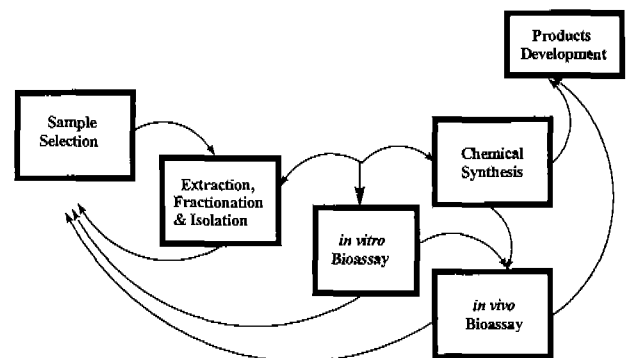 Products
Development
Sample
Selection
Chemical
Synthesis
Extraction,
Fractionation
& Isolation
in vitro
Bioassay
in vivo
Bioassay